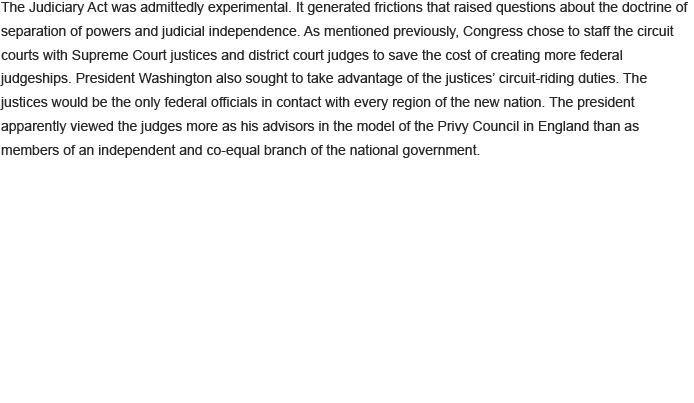 The Judiciary Act was admittedly experimental. It generated frictions that raised questions about the doctrine of
separation of powers and judicial independence. As mentioned previously, Congress chose to staff the circuit
courts with Supreme Court justices and district court judges to save the cost of creating more federal
judgeships. President Washington also sought to take advantage of the justices’ circuit-riding duties. The
justices would be the only federal officials in contact with every region of the new nation. The president
apparently viewed the judges more as his advisors in the model of the Privy Council in England than as
members of an independent and co-equal branch of the national government.